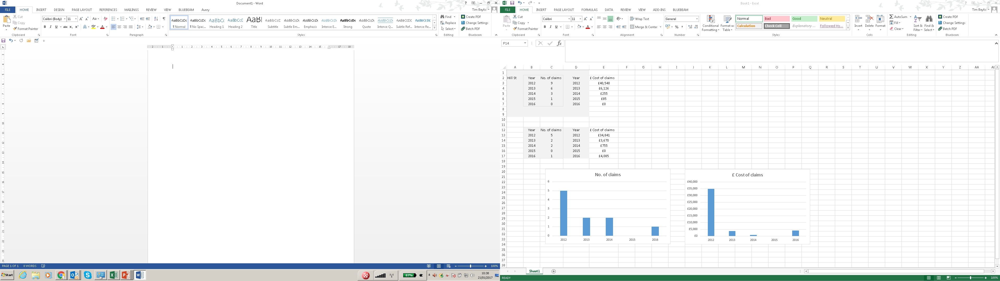 Document1 - Word
Tim Baylis
FILE HOME INSERT DESIGN PAGE LAYOUT REFERENCES MAILINGS REVIEW VIEW BLUEBEAM Avery
Cut
Copy
Format Painter
Paste
Calibri (Body) 11
AaBbCcDc AaBbCcDc AaBbCc AaBbCcD AaBl AaBbCcC AaBbCcDc AaBbCcDc AaBbCcDc AaBbCcDc AaBbCcDc AaBbCcDc AABBCCDC AABBCCDC
¶ Normal ¶ No Spac... Heading 1 Heading 2 Title Subtitle Subtle Em... Emphasis Intense E... Strong Quote Intense Q... Subtle Ref... Intense Re...
Find
Replace
Select
Create PDF
Change Settings
Batch PDF
Clipboard Font Paragraph Styles Editing Bluebeam
PAGE 1 OF 1 0 WORDS
100%
Start
87%
10:38
21/01/2017
Book1 - Excel
Tim Baylis
FILE HOME INSERT PAGE LAYOUT FORMULAS DATA REVIEW VIEW ADD-INS BLUEBEAM
Cut
Copy
Format Painter
Paste
Calibri 11
Wrap Text
Merge & Center
General
Conditional Formatting
Format as Table
Normal Bad Good Neutral
Calculation Check Cell Explanatory ... Followed Hy...
Insert Delete Format
AutoSum
Fill
Clear
Sort & Filter
Find & Select
Create PDF
Change Settings
Batch PDF
Clipboard Font Alignment Number Styles Cells Editing Bluebeam
P14 fx
A B C D E F G H I J K L M N O P Q R S T U V W X Y Z AA
Hill St Year No. of claims Year £ Cost of claims
2012 9 2012 £40,540
2013 6 2013 £6,126
2014 3 2014 £255
2015 1 2015 £85
2016 0 2016 £0
Year No. of claims Year £ Cost of claims
2012 5 2012 £34,841
2013 2 2013 £3,670
2014 2 2014 £755
2015 0 2015 £0
2016 1 2016 £4,085
No. of claims
6
5
4
3
2
1
0
2012 2013 2014 2015 2016
£ Cost of claims
£40,000
£35,000
£30,000
£25,000
£20,000
£15,000
£10,000
£5,000
£0
2012 2013 2014 2015 2016
Sheet1
READY
100%